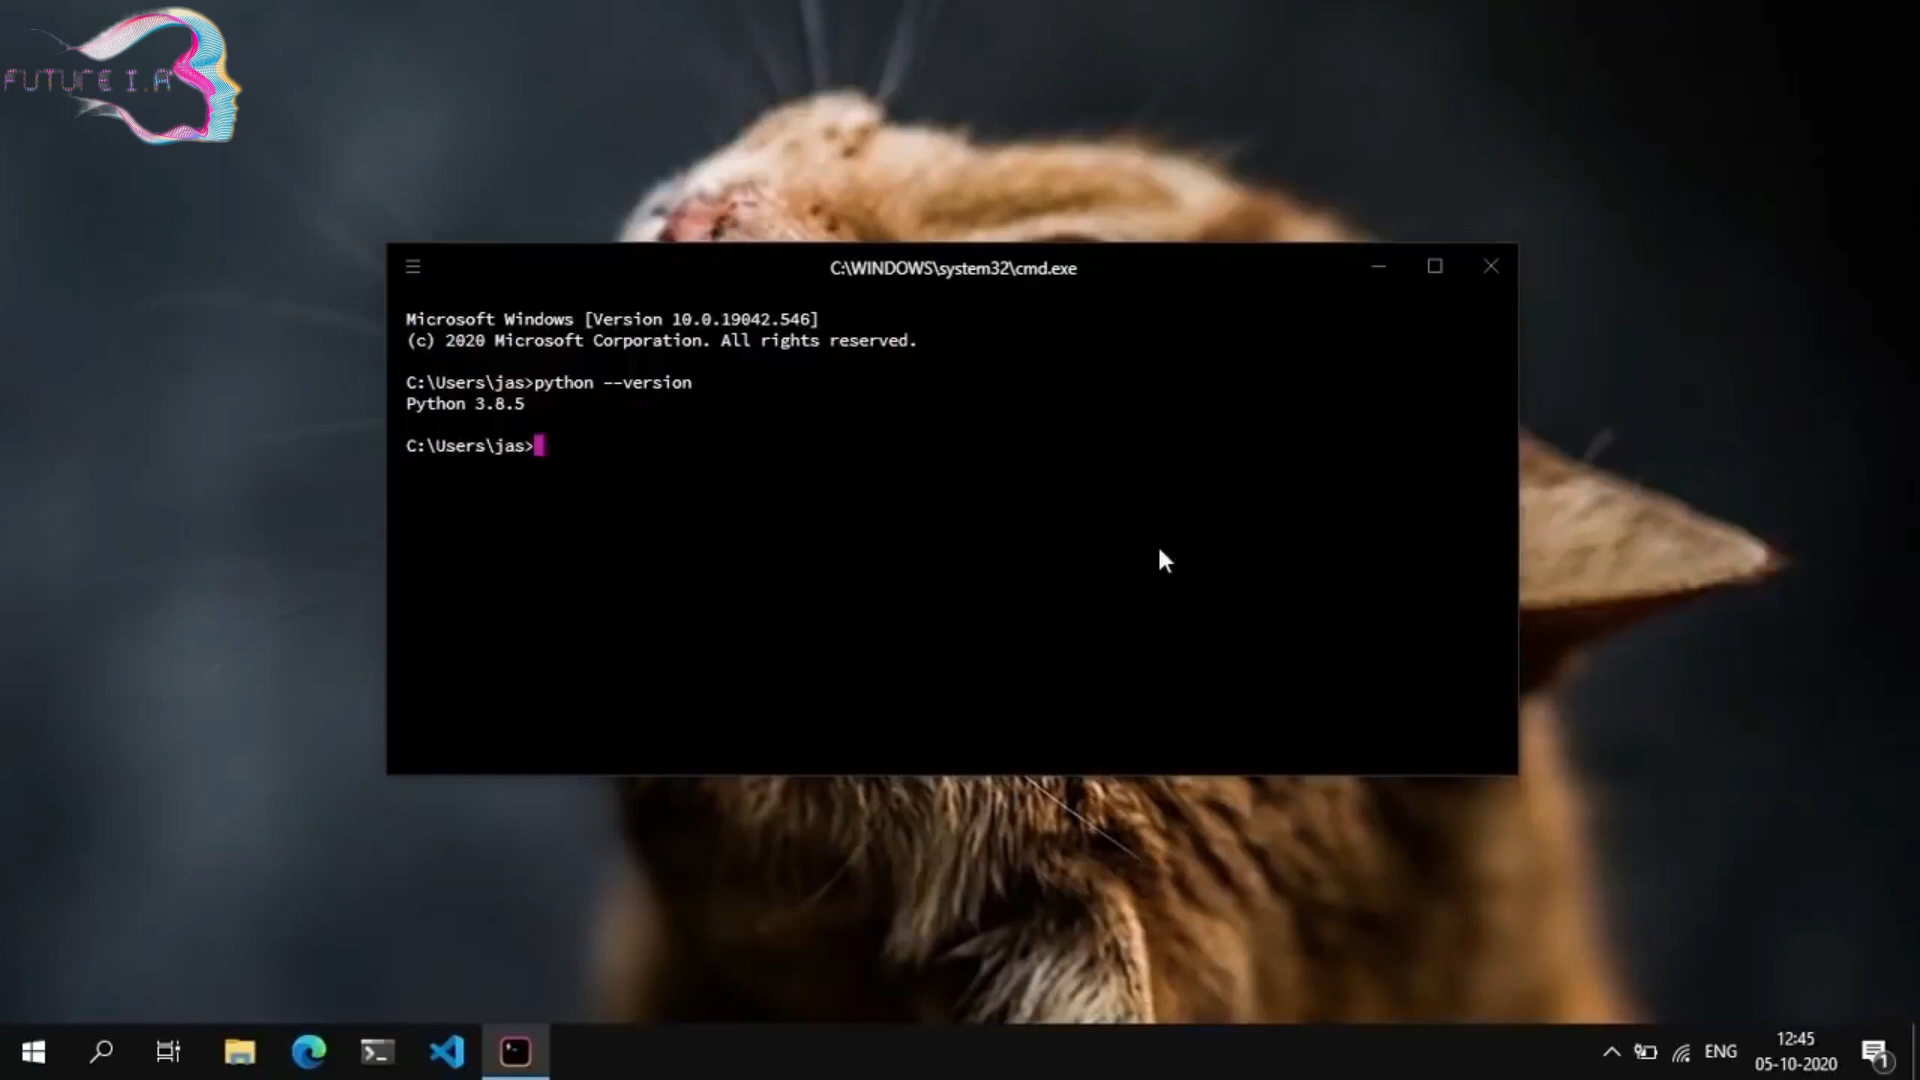 FUTURE I.A
C:\WINDOWS\system32\cmd.exe
Microsoft Windows [Version 10.0.19042.546]
(c) 2020 Microsoft Corporation. All rights reserved.
C:\Users\jas>python --version
Python 3.8.5
C:\Users\jas>
ENG
12:45
05-10-2020
1